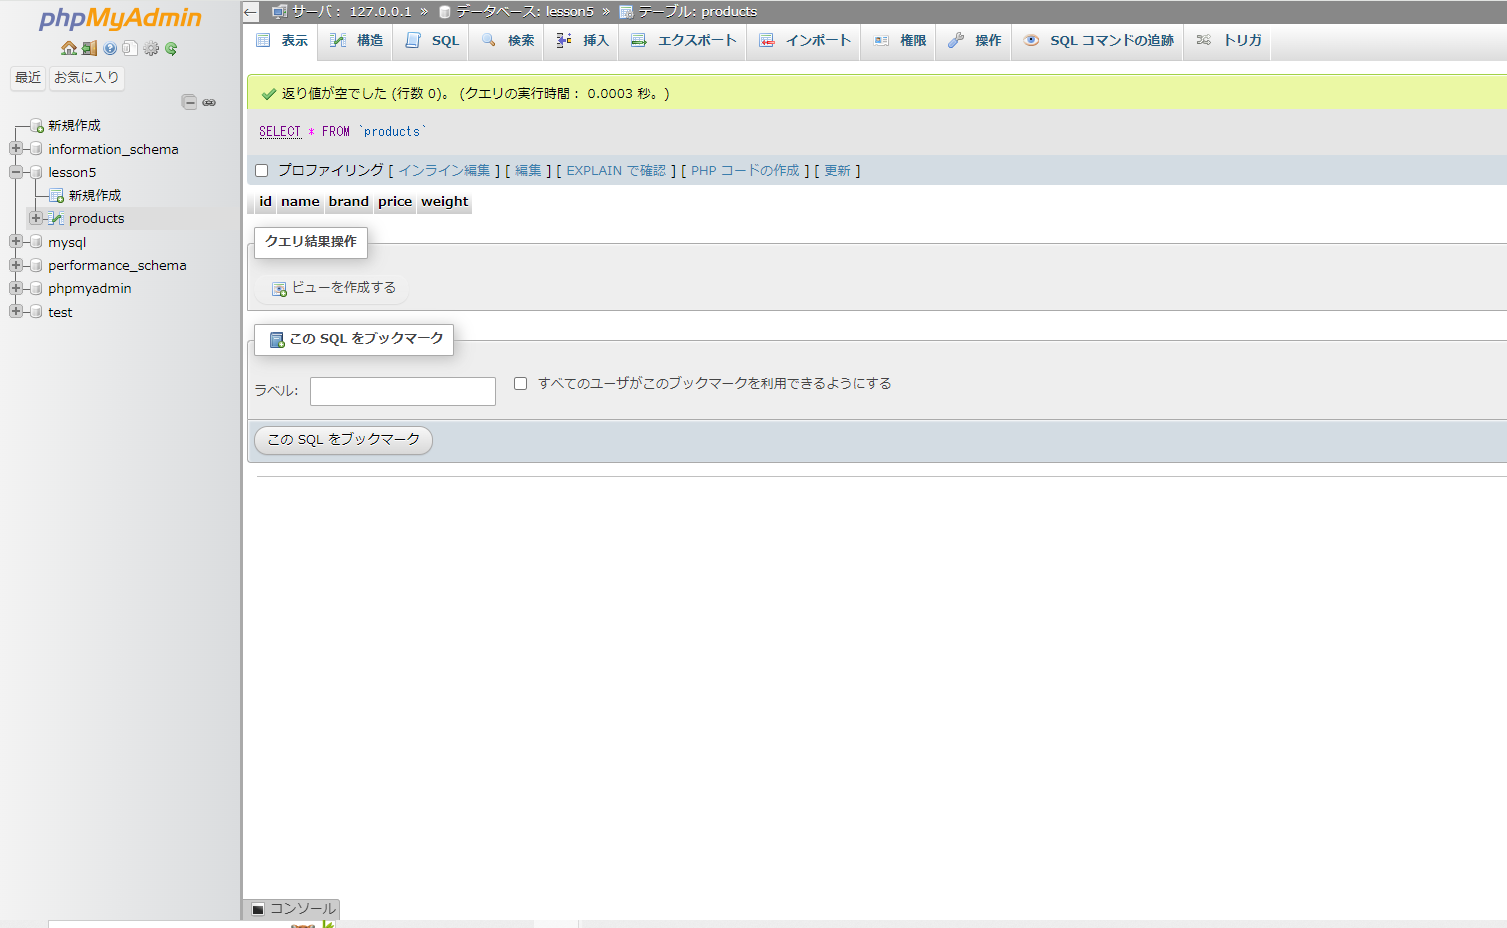 phpMyAdmin
最近 お気に入り
新規作成
information_schema
lesson5
新規作成
products
mysql
performance_schema
phpmyadmin
test
サーバ: 127.0.0.1 » データベース: lesson5 » テーブル: products
表示 構造 SQL 検索 挿入 エクスポート インポート 権限 操作 SQL コマンドの追跡 トリガ
返り値が空でした (行数 0)。 (クエリの実行時間: 0.0003 秒。)
SELECT * FROM `products`
プロファイリング [ インライン編集 ] [ 編集 ] [ EXPLAIN で確認 ] [ PHP コードの作成 ] [ 更新 ]
id name brand price weight
クエリ結果操作
ビューを作成する
この SQL をブックマーク
ラベル: すべてのユーザがこのブックマークを利用できるようにする
この SQL をブックマーク
コンソール